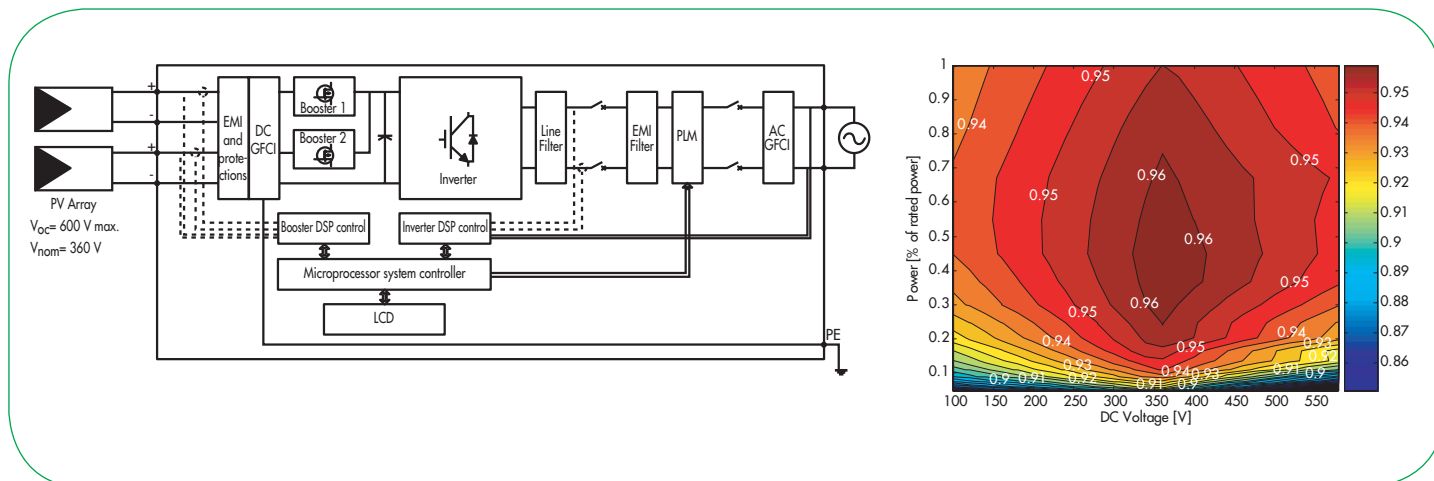 +
-
+
-
PV Array
Voc= 600 V max.
Vnom= 360 V
EMI
and
prote-
ctions
DC
GFCI
Booster 1
Booster 2
Inverter
Line
Filter
EMI
Filter
PLM
AC
GFCI
Booster DSP control
Inverter DSP control
Microprocessor system controller
LCD
PE
Power [% of rated power]
1
0.9
0.8
0.7
0.6
0.5
0.4
0.3
0.2
0.1
100 150 200 250 300 350 400 450 500 550
DC Voltage [V]
0.95
0.94
0.95
0.96
0.95
0.96
0.95
0.96
0.95
0.94
0.95
0.94
0.93
0.92
0.93
0.94
0.93
0.91
0.9
0.91
0.92
0.91
0.9
0.9
0.95
0.94
0.93
0.92
0.91
0.9
0.89
0.88
0.87
0.86